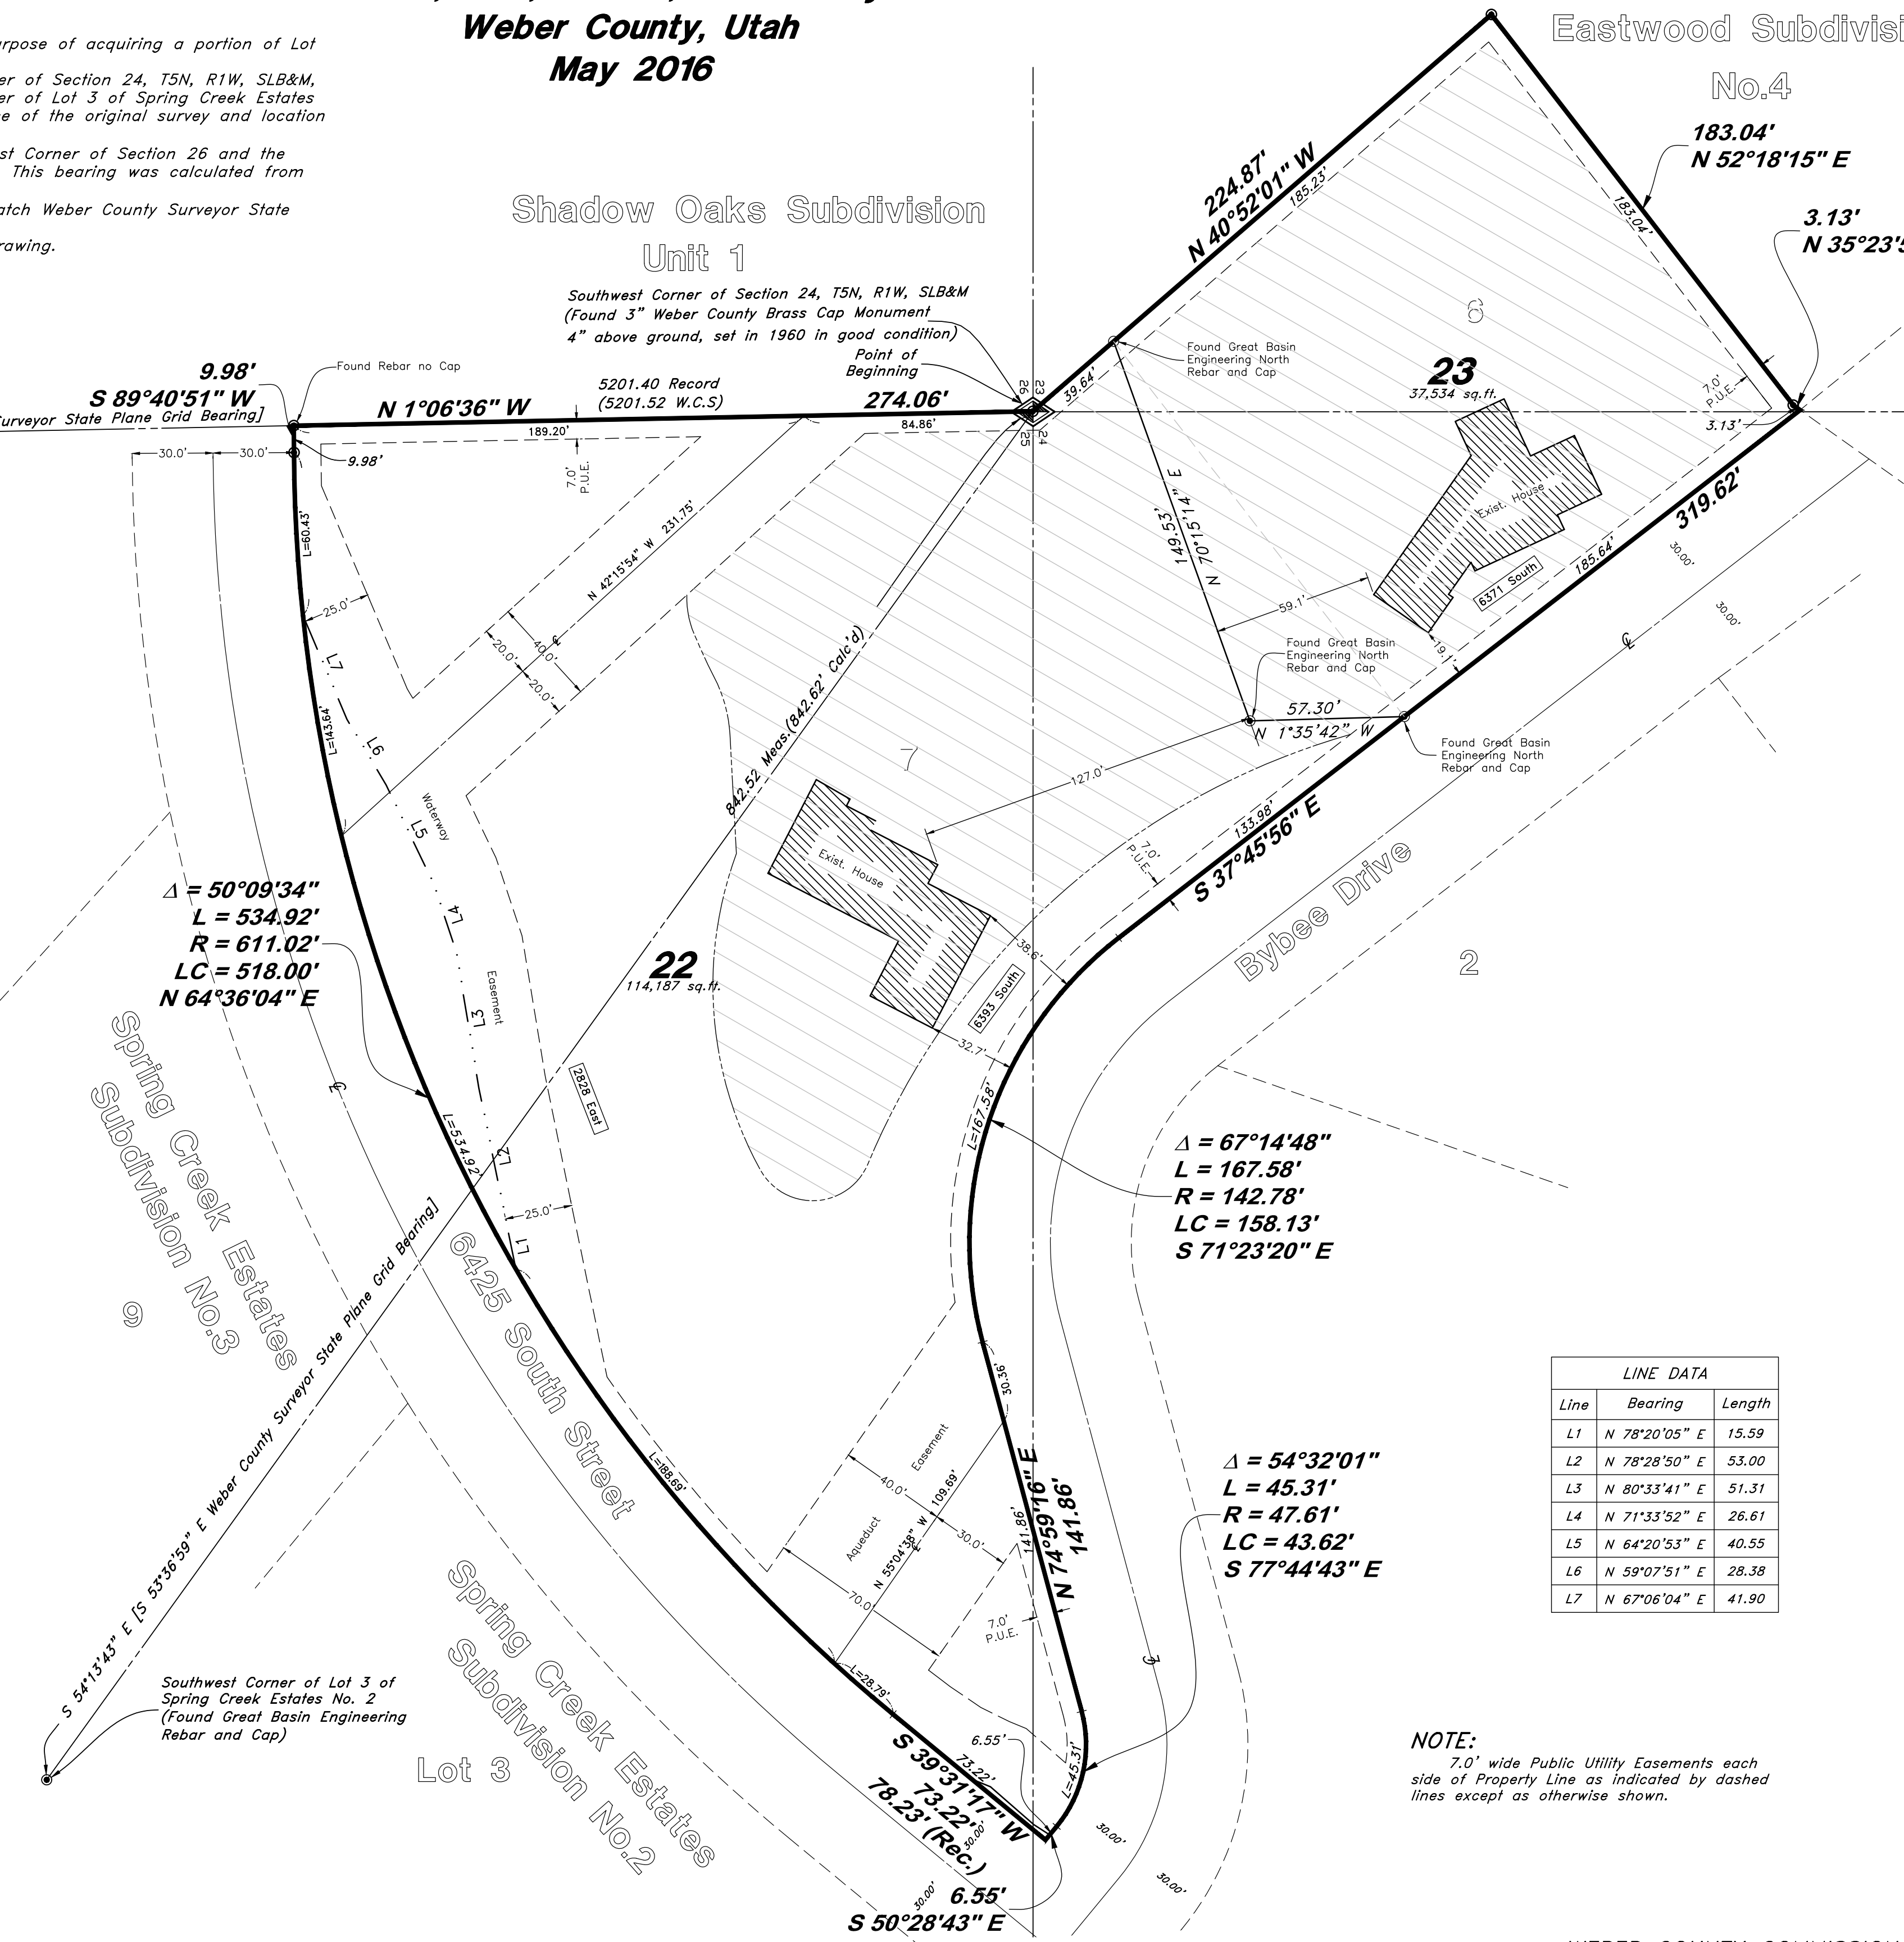 Weber County, Utah
May 2016
rpose of acquiring a portion of Lot
er of Section 24, T5N, R1W, SLB&M,
er of Lot 3 of Spring Creek Estates
e of the original survey and location
st Corner of Section 26 and the
This bearing was calculated from
atch Weber County Surveyor State
rawing.
Eastwood Subdivisi
No.4
183.04'
N 52°18'15" E
3.13'
N 35°23'5
224.87'
N 40°52'01" W
185.23'
183.04'
Shadow Oaks Subdivision
Unit 1
Southwest Corner of Section 24, T5N, R1W, SLB&M
(Found 3" Weber County Brass Cap Monument
4" above ground, set in 1960 in good condition)
Point of
Beginning
9.98'
S 89°40'51" W
urveyor State Plane Grid Bearing]
Found Rebar no Cap
N 1°06'36" W
5201.40 Record
(5201.52 W.C.S)
274.06'
26 23
25 24
39.64'
Found Great Basin
Engineering North
Rebar and Cap
6
23
37,534 sq.ft.
7.0'
P.U.E.
3.13'
189.20'
84.86'
30.0'
30.0'
9.98'
7.0'
P.U.E.
L=60.43'
25.0'
N 42°15'54" W 231.75'
20.0'
40.0'
20.0'
149.53'
N 70°15'14" E
Exist. House
6371 South
59.1'
19.1'
319.62'
185.64'
30.00'
30.00'
Found Great Basin
Engineering North
Rebar and Cap
57.30'
N 1°35'42" W
Found Great Basin
Engineering North
Rebar and Cap
L7
L6
L5
L=143.64'
Waterway
842.52 Meas.(842.62' Calc'd)
7
127.0'
Exist. House
133.98'
7.0'
P.U.E.
S 37°45'56" E
Bybee Drive
2
Δ = 50°09'34"
L = 534.92'
R = 611.02'
LC = 518.00'
N 64°36'04" E
L4
L3
Easement
22
114,187 sq.ft.
38.6'
6393 South
32.7'
L=167.58'
2828 East
L=534.92'
L2
25.0'
L1
Δ = 67°14'48"
L = 167.58'
R = 142.78'
LC = 158.13'
S 71°23'20" E
Spring Creek Estates
Subdivision No.3
9
6425 South Street
L=188.69'
30.36'
Easement
40.0'
Aqueduct
N 55°04'38" W 109.69'
30.0'
70.0'
141.86'
N 74°59'16" E
141.86'
7.0'
P.U.E.
Δ = 54°32'01"
L = 45.31'
R = 47.61'
LC = 43.62'
S 77°44'43" E
LINE DATA
Line Bearing Length
L1 N 78°20'05" E 15.59
L2 N 78°28'50" E 53.00
L3 N 80°33'41" E 51.31
L4 N 71°33'52" E 26.61
L5 N 64°20'53" E 40.55
L6 N 59°07'51" E 28.38
L7 N 67°06'04" E 41.90
S 54°13'43" E [S 53°36'59" E Weber County Surveyor State Plane Grid Bearing]
Southwest Corner of Lot 3 of
Spring Creek Estates No. 2
(Found Great Basin Engineering
Rebar and Cap)
Lot 3
Spring Creek Estates
Subdivision No.2
L=28.79'
6.55'
73.22'
S 39°31'17" W
73.22'
78.23' (Rec.)
L=45.31'
30.00'
30.00'
30.00'
30.00'
6.55'
S 50°28'43" E
NOTE:
7.0' wide Public Utility Easements each
side of Property Line as indicated by dashed
lines except as otherwise shown.